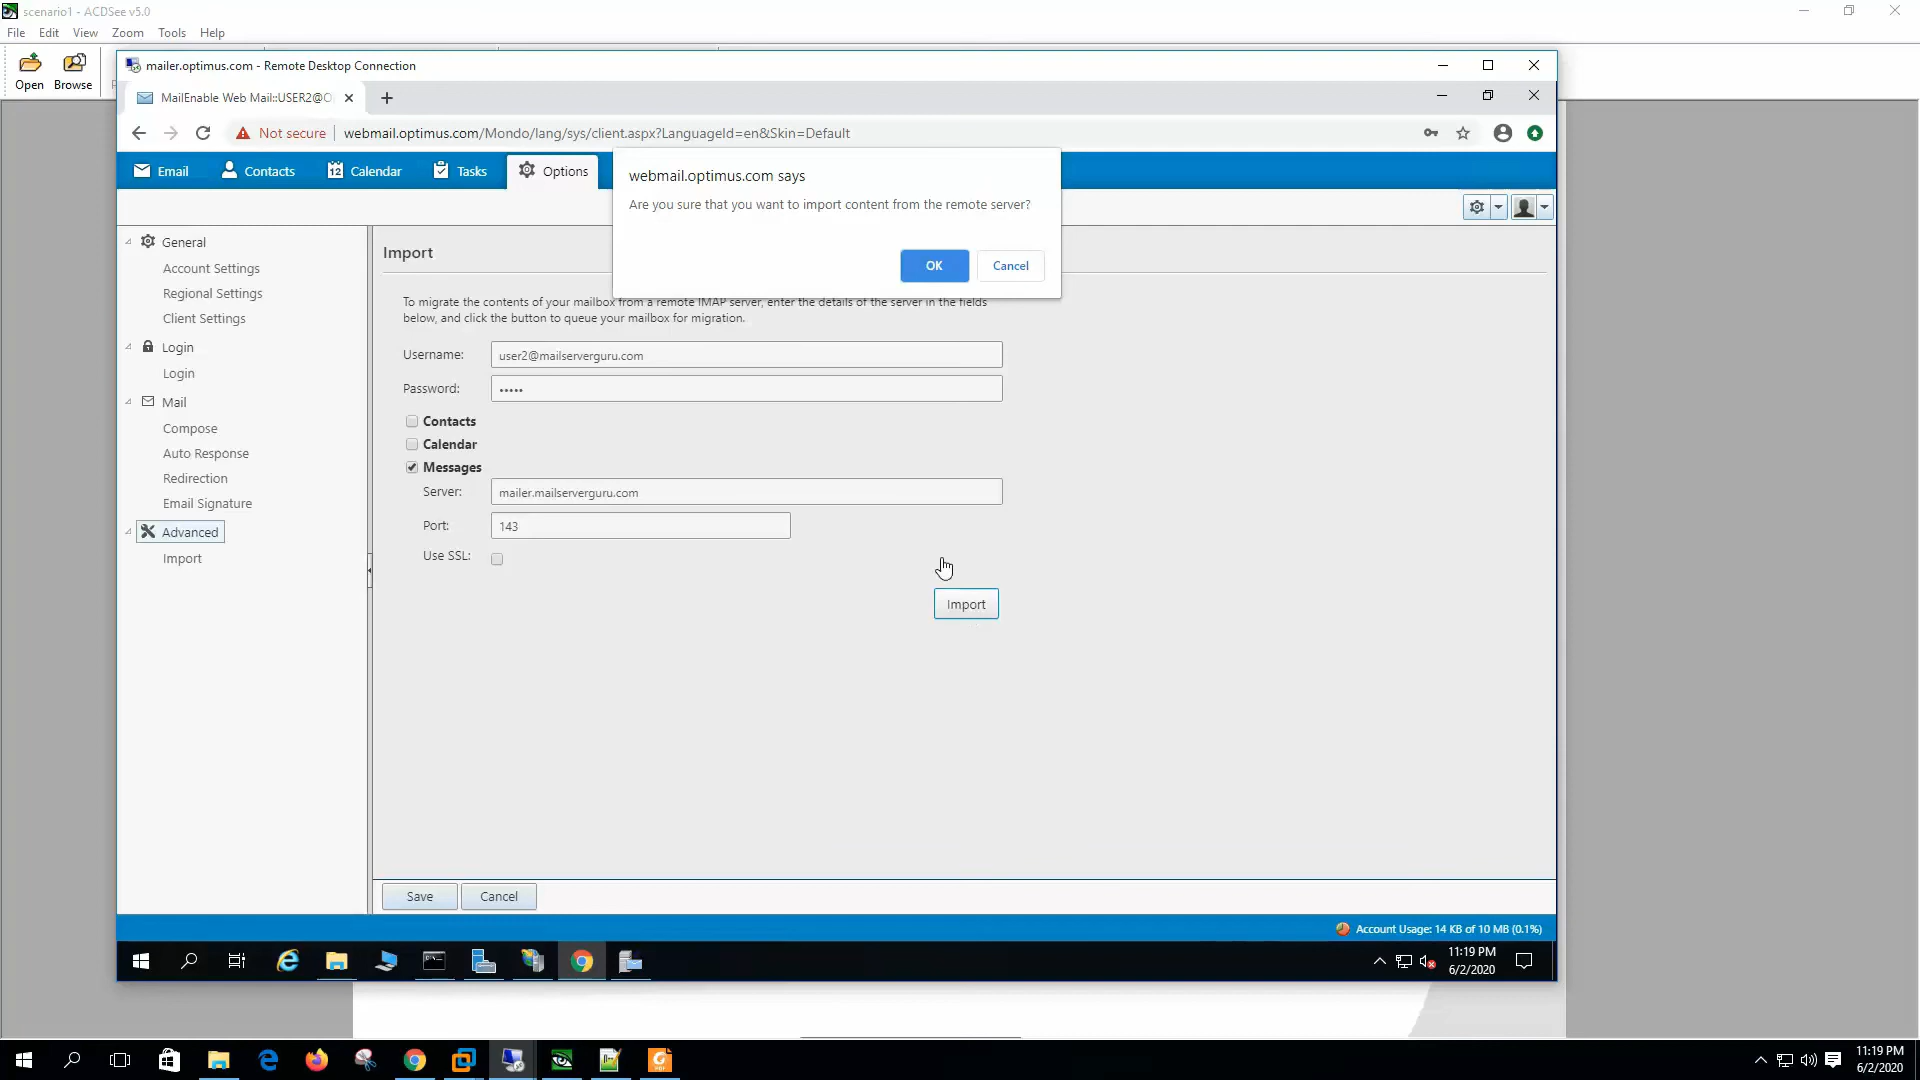 scenario1 - ACDSee v5.0
File Edit View Zoom Tools Help
Open Browse
mailer.optimus.com - Remote Desktop Connection
MailEnable Web Mail::USER2@O
Not secure webmail.optimus.com/Mondo/lang/sys/client.aspx?LanguageId=en&Skin=Default
Email Contacts 12 Calendar Tasks Options
webmail.optimus.com says
Are you sure that you want to import content from the remote server?
OK Cancel
General
Account Settings
Regional Settings
Client Settings
Login
Login
Mail
Compose
Auto Response
Redirection
Email Signature
Advanced
Import
Import
To migrate the contents of your mailbox from a remote IMAP server, enter the details of the server in the fields
below, and click the button to queue your mailbox for migration.
Username: user2@mailserverguru.com
Password: •••••
Contacts
Calendar
Messages
Server: mailer.mailserverguru.com
Port: 143
Use SSL:
Import
Save Cancel
Account Usage: 14 KB of 10 MB (0.1%)
11:19 PM
6/2/2020
11:19 PM
6/2/2020